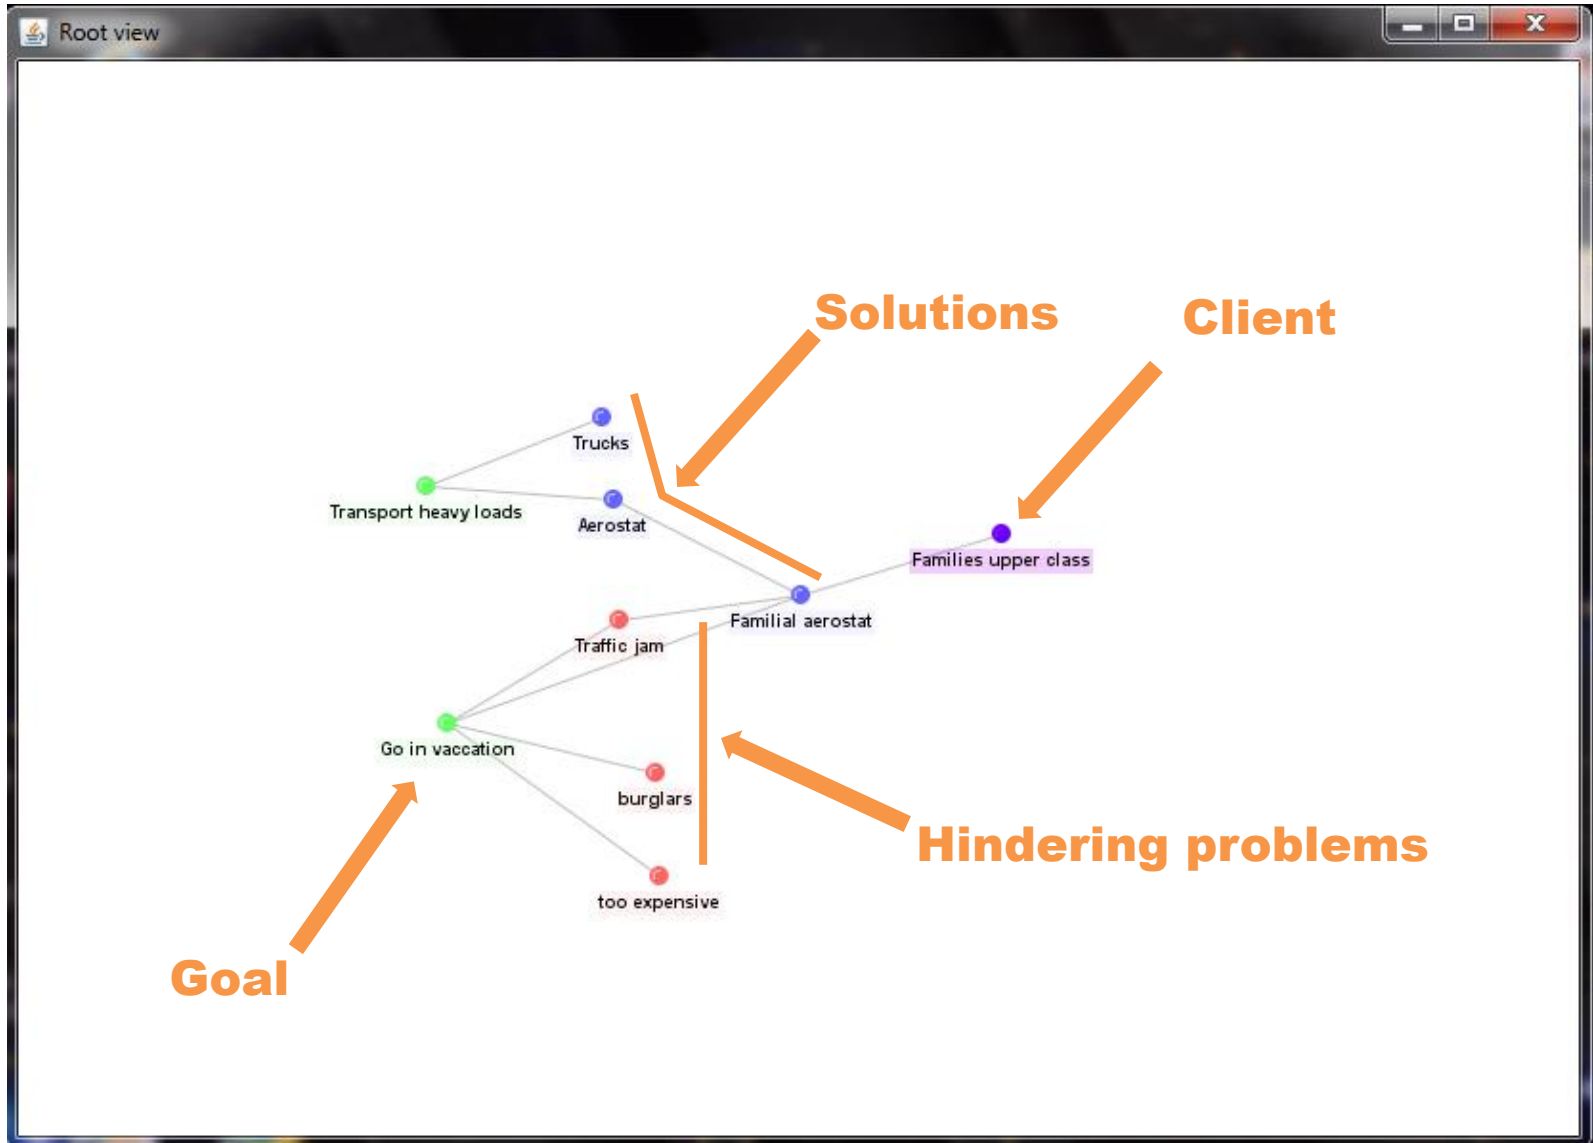 Root view
Solutions
Client
Trucks
Transport heavy loads
Aerostat
Families upper class
Familial aerostat
Traffic jam
Go in vaccation
burglars
Hindering problems
too expensive
Goal